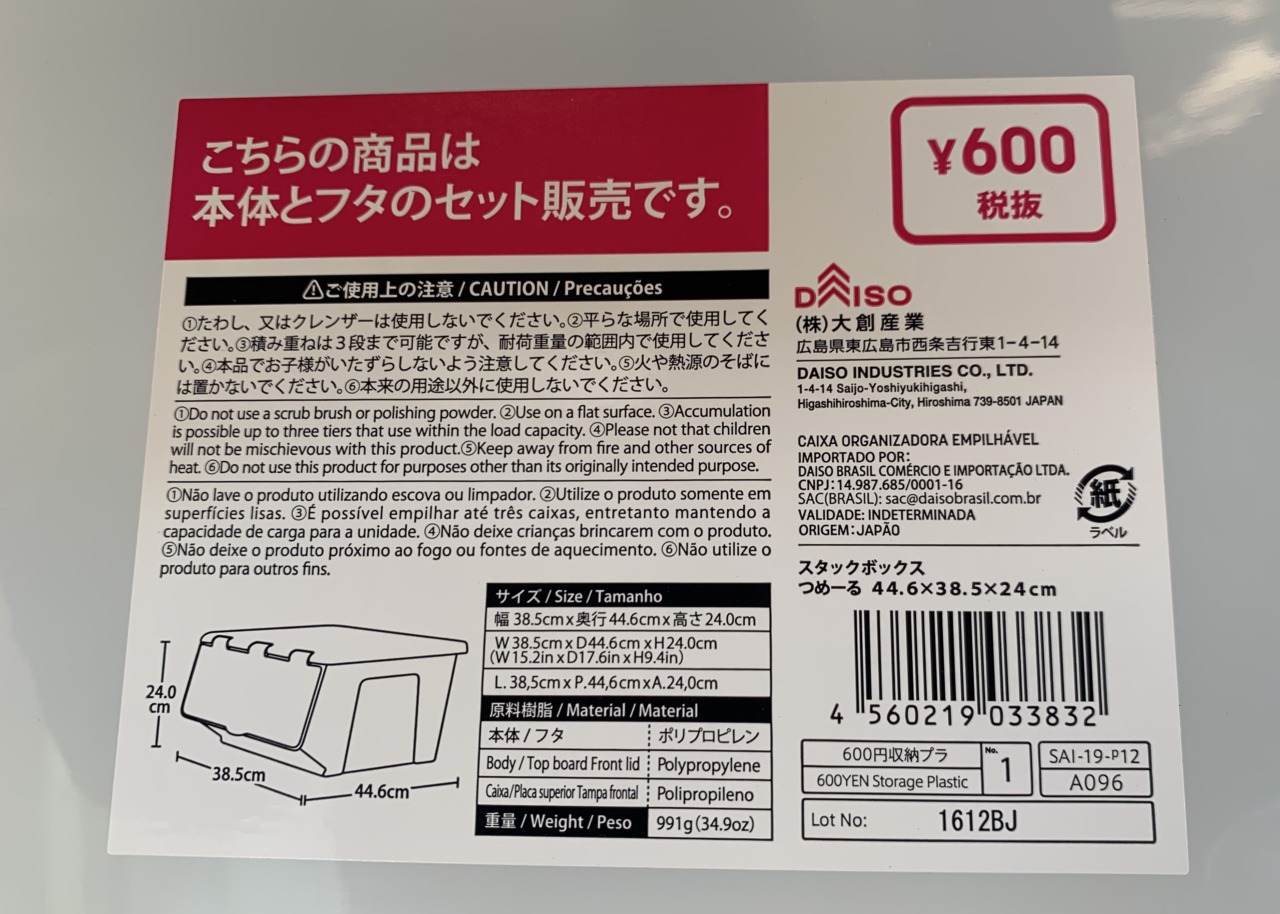 こちらの商品は
本体とフタのセット販売です。
¥600
税抜
⚠ご使用上の注意 / CAUTION / Precauções
①たわし、又はクレンザーは使用しないでください。②平らな場所で使用してく
ださい。③積み重ねは3段まで可能ですが、耐荷重量の範囲内で使用してくださ
い。④本品でお子様がいたずらしないよう注意してください。⑤火や熱源のそばに
は置かないでください。⑥本来の用途以外に使用しないでください。
①Do not use a scrub brush or polishing powder. ②Use on a flat surface. ③Accumulation
is possible up to three tiers that use within the load capacity. ④Please not that children
will not be mischievous with this product.⑤Keep away from fire and other sources of
heat. ⑥Do not use this product for purposes other than its originally intended purpose.
①Não lave o produto utilizando escova ou limpador. ②Utilize o produto somente em
superfícies lisas. ③É possível empilhar até três caixas, entretanto mantendo a
capacidade de carga para a unidade. ④Não deixe crianças brincarem com o produto.
⑤Não deixe o produto próximo ao fogo ou fontes de aquecimento. ⑥Não utilize o
produto para outros fins.
24.0
cm
38.5cm
44.6cm
サイズ / Size / Tamanho
幅 38.5cm x 奥行 44.6cm x 高さ 24.0cm
W 38.5cm x D44.6cm x H24.0cm
(W 15.2in x D17.6in x H9.4in)
L. 38,5cm x P.44,6cm x A.24,0cm
原料樹脂 / Material / Material
本体 / フタ ポリプロピレン
Body / Top board Front lid Polypropylene
Caixa/Placa superior Tampa frontal Polipropileno
重量 / Weight / Peso 991g (34.9oz)
DAISO
(株)大創産業
広島県東広島市西条吉行東1-4-14
DAISO INDUSTRIES CO., LTD.
1-4-14 Saijo-Yoshiyukihigashi,
Higashihiroshima-City, Hiroshima 739-8501 JAPAN
CAIXA ORGANIZADORA EMPILHÁVEL
IMPORTADO POR:
DAISO BRASIL COMÉRCIO E IMPORTAÇÃO LTDA.
CNPJ: 14.987.685/0001-16
SAC(BRASIL): sac@daisobrasil.com.br
VALIDADE: INDETERMINADA
ORIGEM: JAPÃO
紙
ラベル
スタックボックス
つめーる 44.6×38.5×24cm
4 560219 033832
600円収納プラ
600YEN Storage Plastic
No.
1
SAI-19-P12
A096
Lot No: 1612BJ